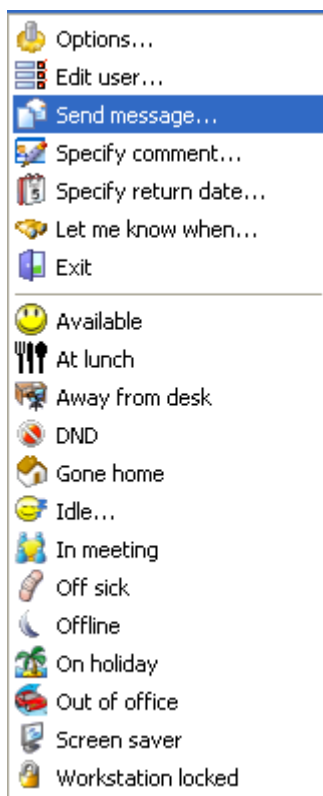 Options...
Edit user...
Send message...
Specify comment...
Specify return date...
Let me know when...
Exit
Available
At lunch
Away from desk
DND
Gone home
Idle...
In meeting
Off sick
Offline
On holiday
Out of office
Screen saver
Workstation locked